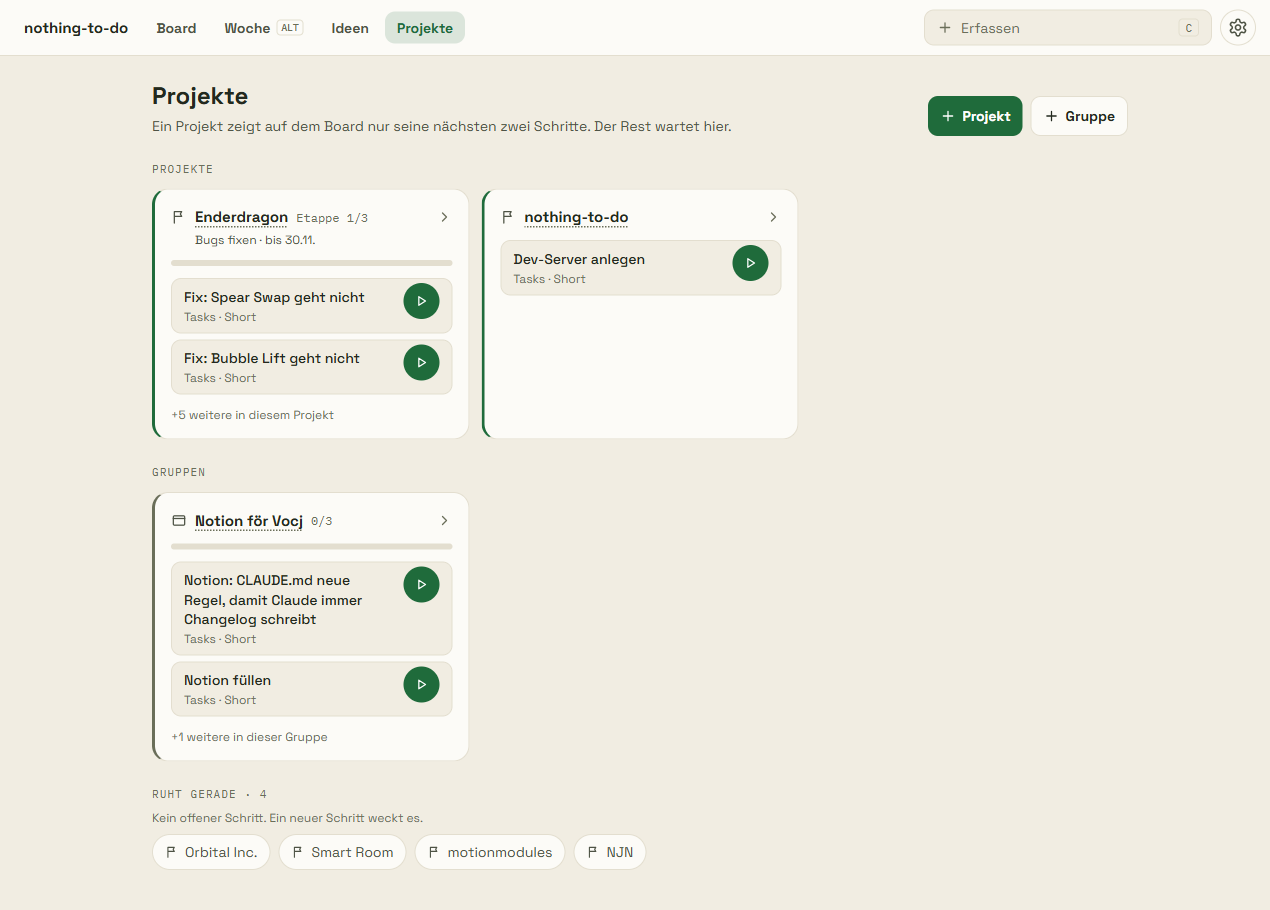 nothing-to-do
Board
Woche ALT
Ideen
Projekte
+ Erfassen
C
Projekte
Ein Projekt zeigt auf dem Board nur seine nächsten zwei Schritte. Der Rest wartet hier.
+ Projekt
+ Gruppe
PROJEKTE
Enderdragon Etappe 1/3
Bugs fixen · bis 30.11.
Fix: Spear Swap geht nicht
Tasks · Short
Fix: Bubble Lift geht nicht
Tasks · Short
+5 weitere in diesem Projekt
nothing-to-do
Dev-Server anlegen
Tasks · Short
GRUPPEN
Notion för Vocj 0/3
Notion: CLAUDE.md neue
Regel, damit Claude immer
Changelog schreibt
Tasks · Short
Notion füllen
Tasks · Short
+1 weitere in dieser Gruppe
RUHT GERADE · 4
Kein offener Schritt. Ein neuer Schritt weckt es.
Orbital Inc.
Smart Room
motionmodules
NJN